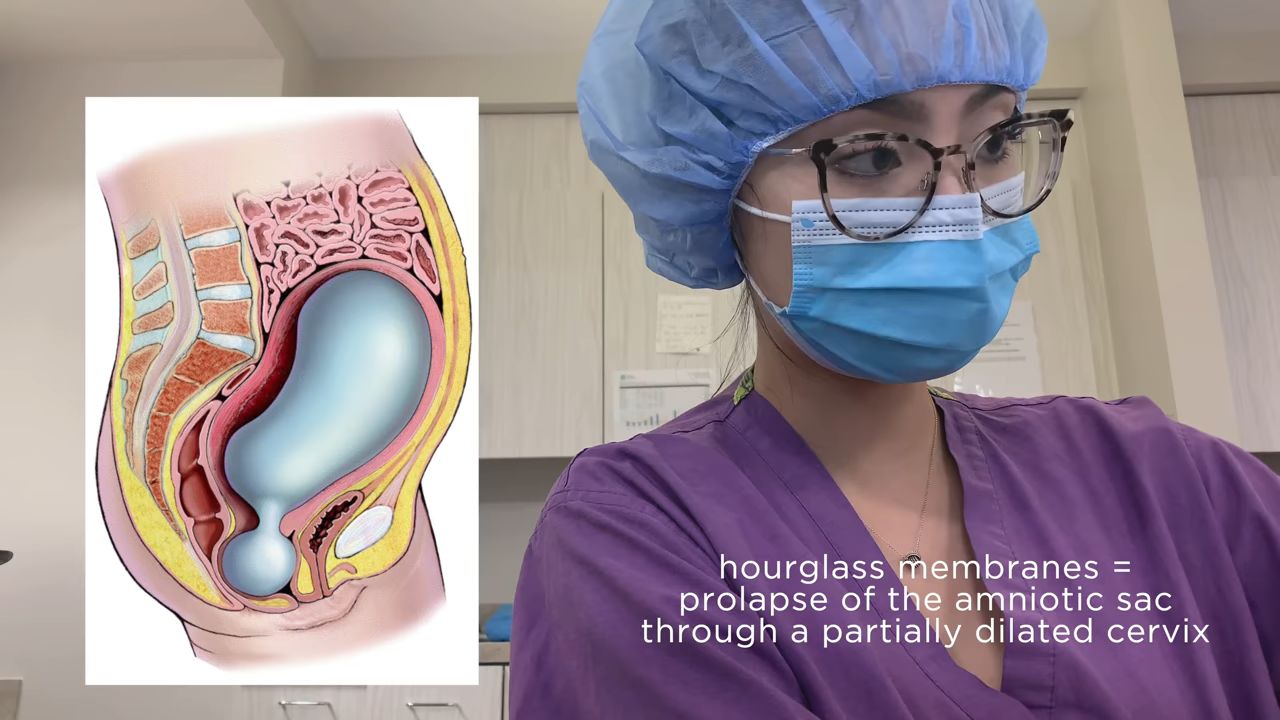 hourglass membranes =
prolapse of the amniotic sac
through a partially dilated cervix